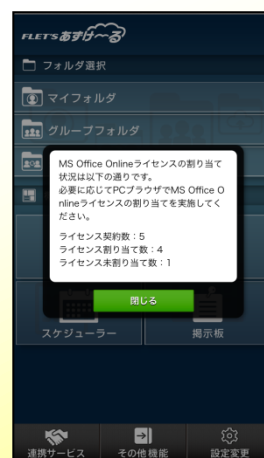 FLET'S あずけ〜る
フォルダ選択
マイフォルダ
グループフォルダ
MS Office Onlineライセンスの割り当て
状況は以下の通りです。
必要に応じてPCブラウザでMS Office O
nlineライセンスの割り当てを実施してく
ださい。
ライセンス契約数：5
ライセンス割り当て数：4
ライセンス未割り当て数：1
閉じる
スケジューラー
掲示板
連携サービス
その他機能
設定変更